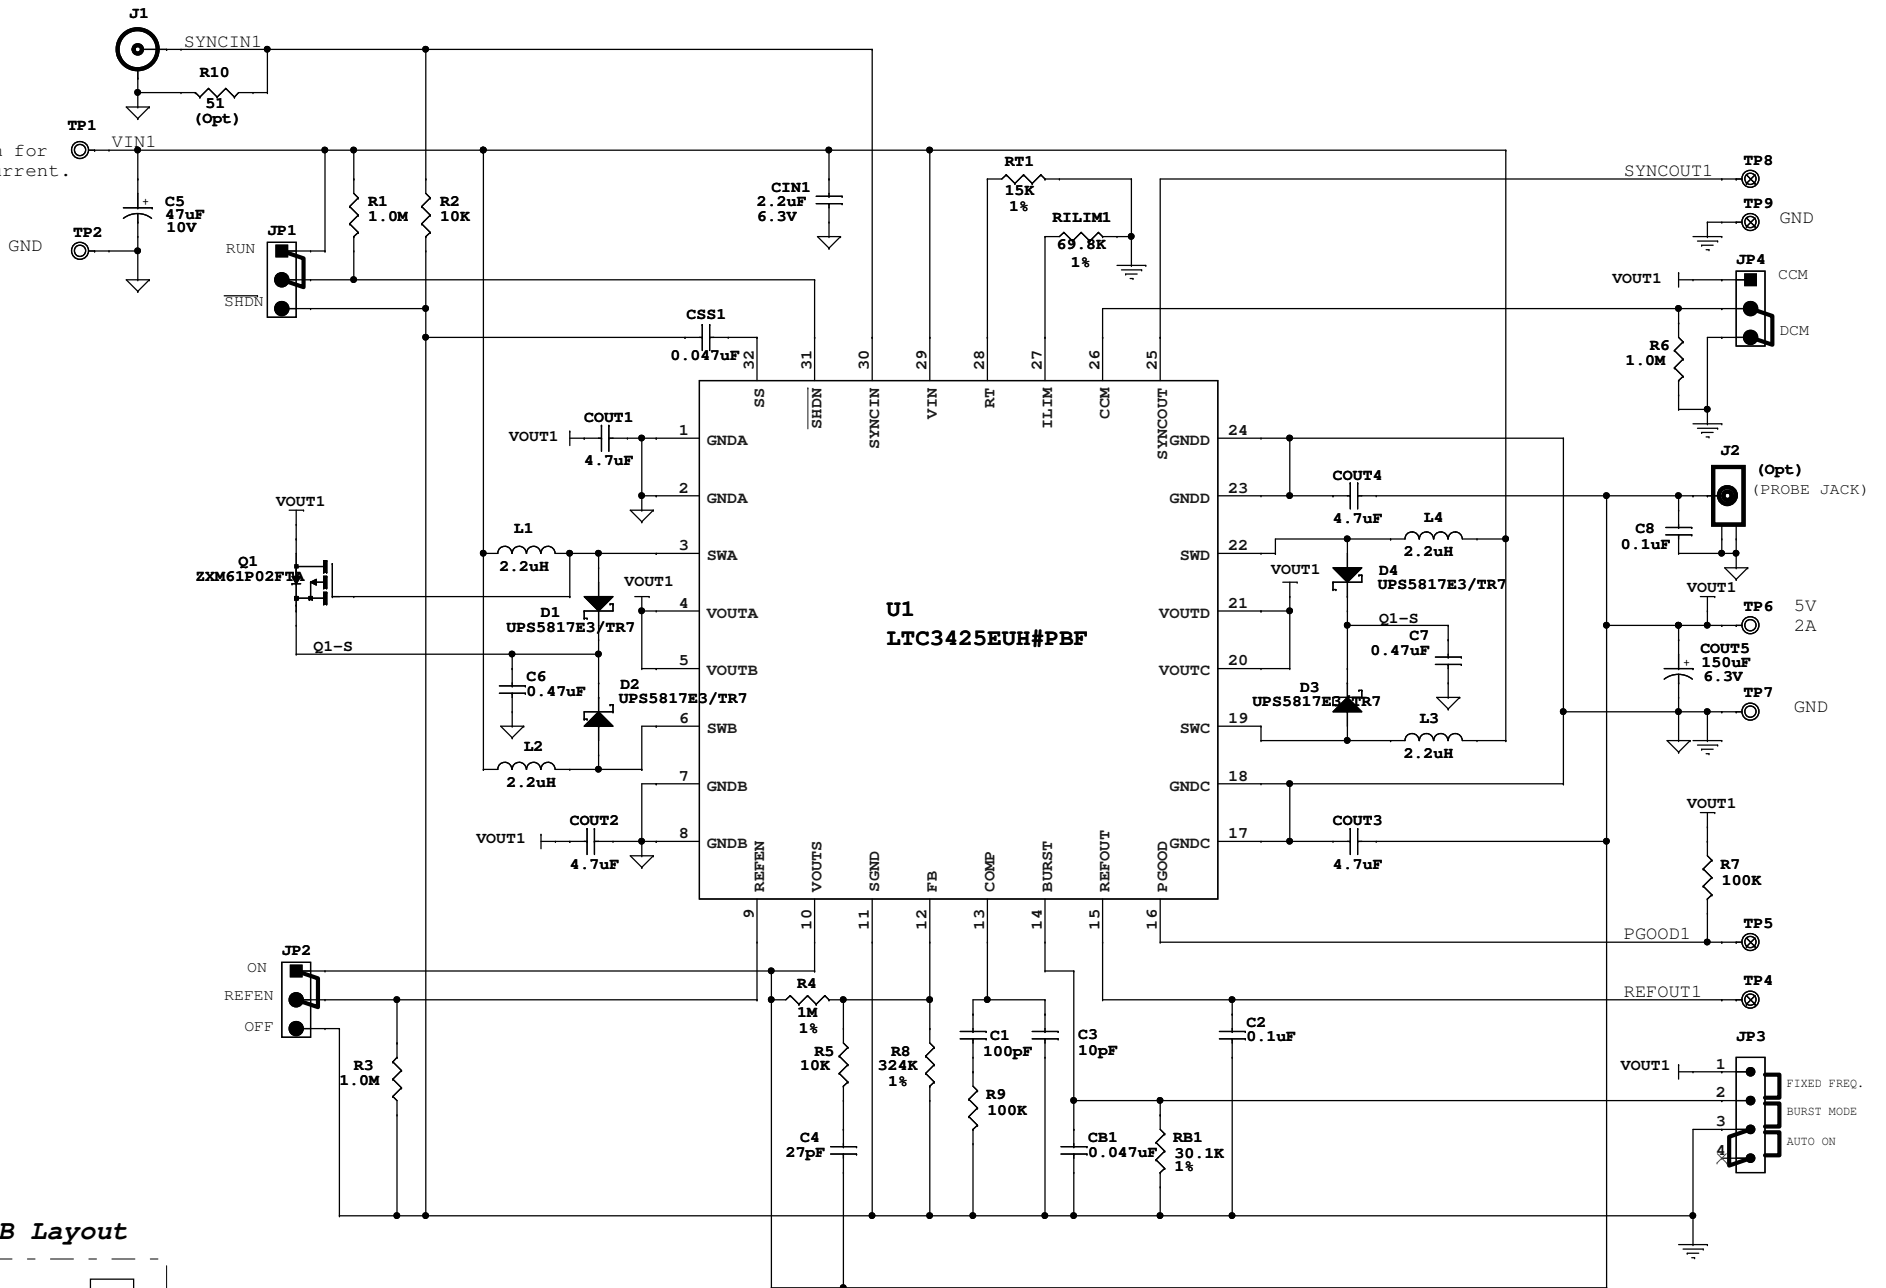 J1
SYNCIN1
R10
51
(Opt)
TP1
VIN1
for
rrent.
C5
47uF
10V
TP2
GND
JP1
RUN
SHDN
R1
1.0M
R2
10K
CIN1
2.2uF
6.3V
RT1
15K
1%
RILIM1
69.8K
1%
SYNCOUT1
TP8
TP9
GND
JP4
VOUT1
CCM
DCM
R6
1.0M
CSS1
0.047uF
32
31
30
29
28
27
26
25
SS
SHDN
SYNCIN
VIN
RT
ILIM
CCM
SYNCOUT
COUT1
VOUT1
4.7uF
1
GNDA
2
GNDA
3
SWA
4
VOUTA
5
VOUTB
6
SWB
7
GNDB
8
GNDB
24
GNDD
23
GNDD
22
SWD
21
VOUTD
20
VOUTC
19
SWC
18
GNDC
17
GNDC
U1
LTC3425EUH#PBF
VOUT1
Q1
ZXM61P02FTA
Q1-S
L1
2.2uH
VOUT1
D1
UPS5817E3/TR7
C6
0.47uF
D2
UPS5817E3/TR7
L2
2.2uH
COUT2
VOUT1
4.7uF
COUT4
4.7uF
L4
2.2uH
VOUT1
D4
UPS5817E3/TR7
Q1-S
C7
0.47uF
D3
UPS5817E3/TR7
L3
2.2uH
COUT3
4.7uF
J2
(Opt)
(PROBE JACK)
C8
0.1uF
VOUT1
TP6
5V
2A
COUT5
150uF
6.3V
TP7
GND
VOUT1
R7
100K
PGOOD1
TP5
REFOUT1
TP4
REFEN
VOUTS
SGND
FB
COMP
BURST
REFOUT
PGOOD
9
10
11
12
13
14
15
16
JP2
ON
REFEN
OFF
R3
1.0M
R4
1M
1%
R5
10K
R8
324K
1%
C4
27pF
C1
100pF
R9
100K
C3
10pF
CB1
0.047uF
RB1
30.1K
1%
C2
0.1uF
JP3
VOUT1
1
2
3
4
FIXED FREQ.
BURST MODE
AUTO ON
B Layout